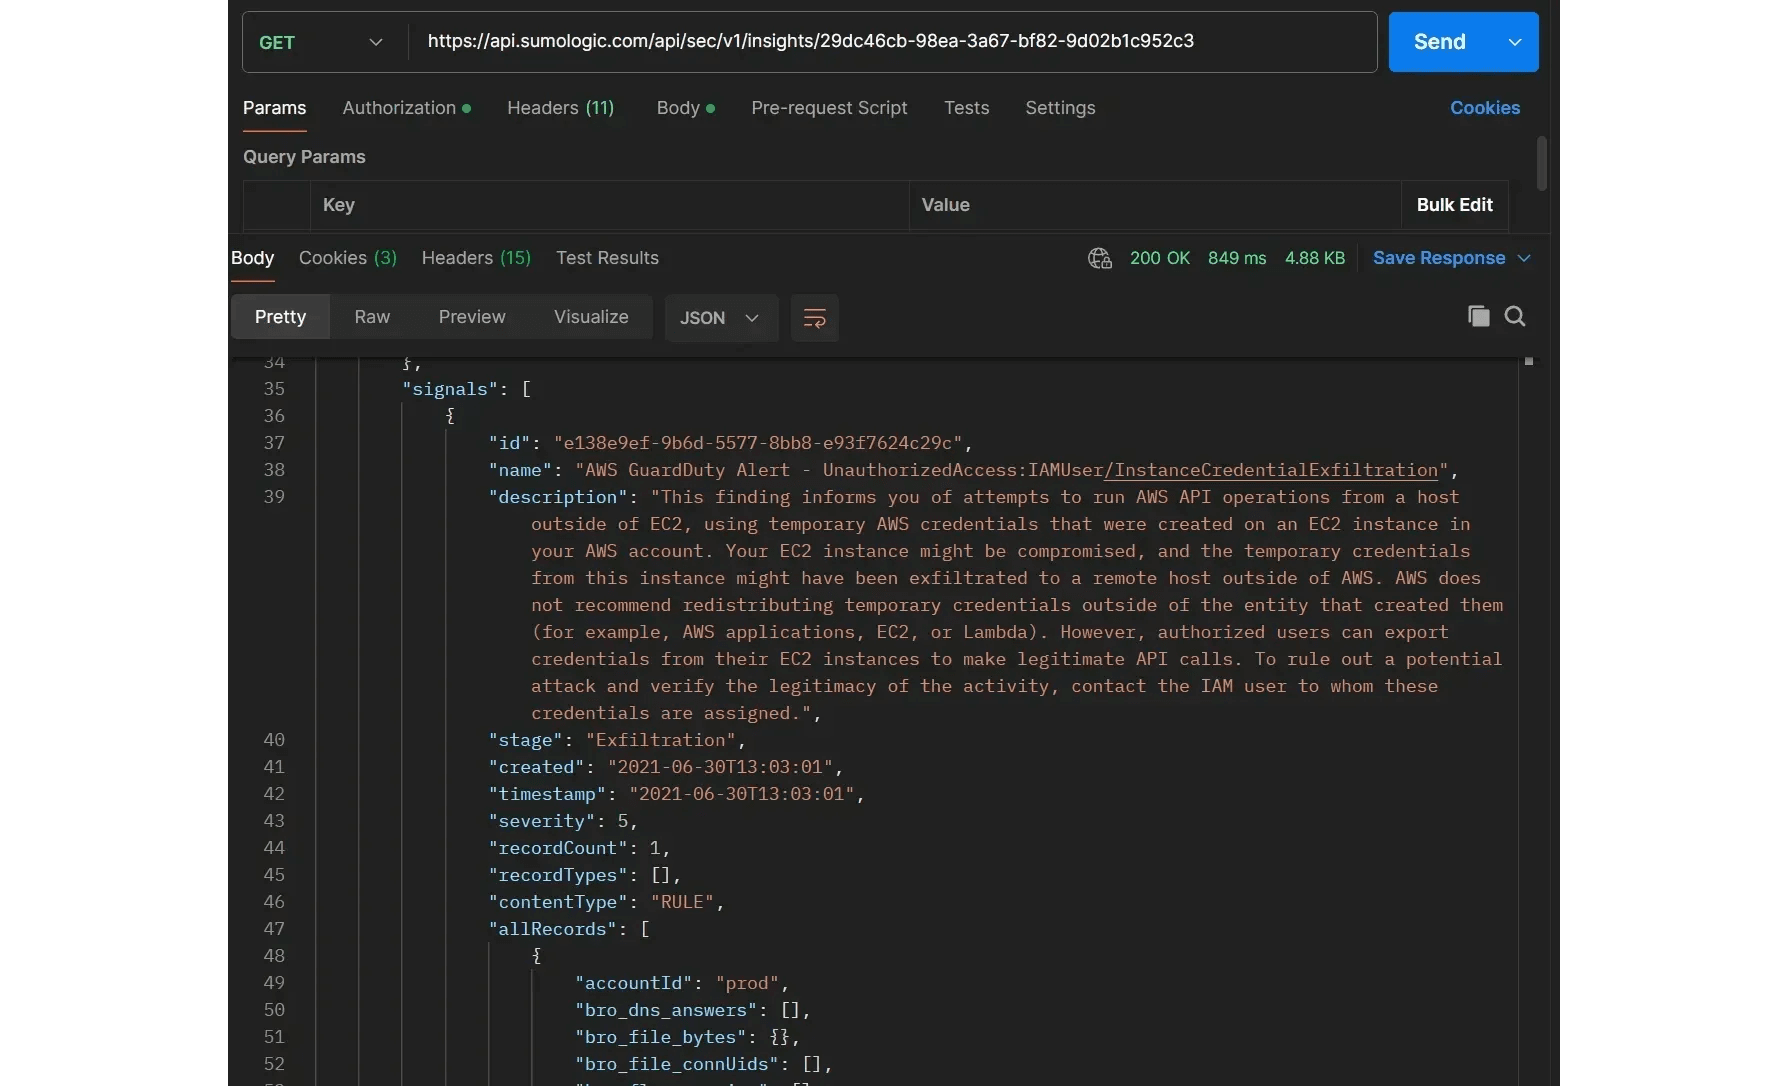 GET https://api.sumologic.com/api/sec/v1/insights/29dc46cb-98ea-3a67-bf82-9d02b1c952c3 Send
Params Authorization Headers (11) Body Pre-request Script Tests Settings Cookies
Query Params
Key Value Bulk Edit
Body Cookies (3) Headers (15) Test Results 200 OK 849 ms 4.88 KB Save Response
Pretty Raw Preview Visualize JSON
34 },
35 "signals": [
36 {
37 "id": "e138e9ef-9b6d-5577-8bb8-e93f7624c29c",
38 "name": "AWS GuardDuty Alert - UnauthorizedAccess:IAMUser/InstanceCredentialExfiltration",
39 "description": "This finding informs you of attempts to run AWS API operations from a host
outside of EC2, using temporary AWS credentials that were created on an EC2 instance in
your AWS account. Your EC2 instance might be compromised, and the temporary credentials
from this instance might have been exfiltrated to a remote host outside of AWS. AWS does
not recommend redistributing temporary credentials outside of the entity that created them
(for example, AWS applications, EC2, or Lambda). However, authorized users can export
credentials from their EC2 instances to make legitimate API calls. To rule out a potential
attack and verify the legitimacy of the activity, contact the IAM user to whom these
credentials are assigned.",
40 "stage": "Exfiltration",
41 "created": "2021-06-30T13:03:01",
42 "timestamp": "2021-06-30T13:03:01",
43 "severity": 5,
44 "recordCount": 1,
45 "recordTypes": [],
46 "contentType": "RULE",
47 "allRecords": [
48 {
49 "accountId": "prod",
50 "bro_dns_answers": [],
51 "bro_file_bytes": {},
52 "bro_file_connUids": [],